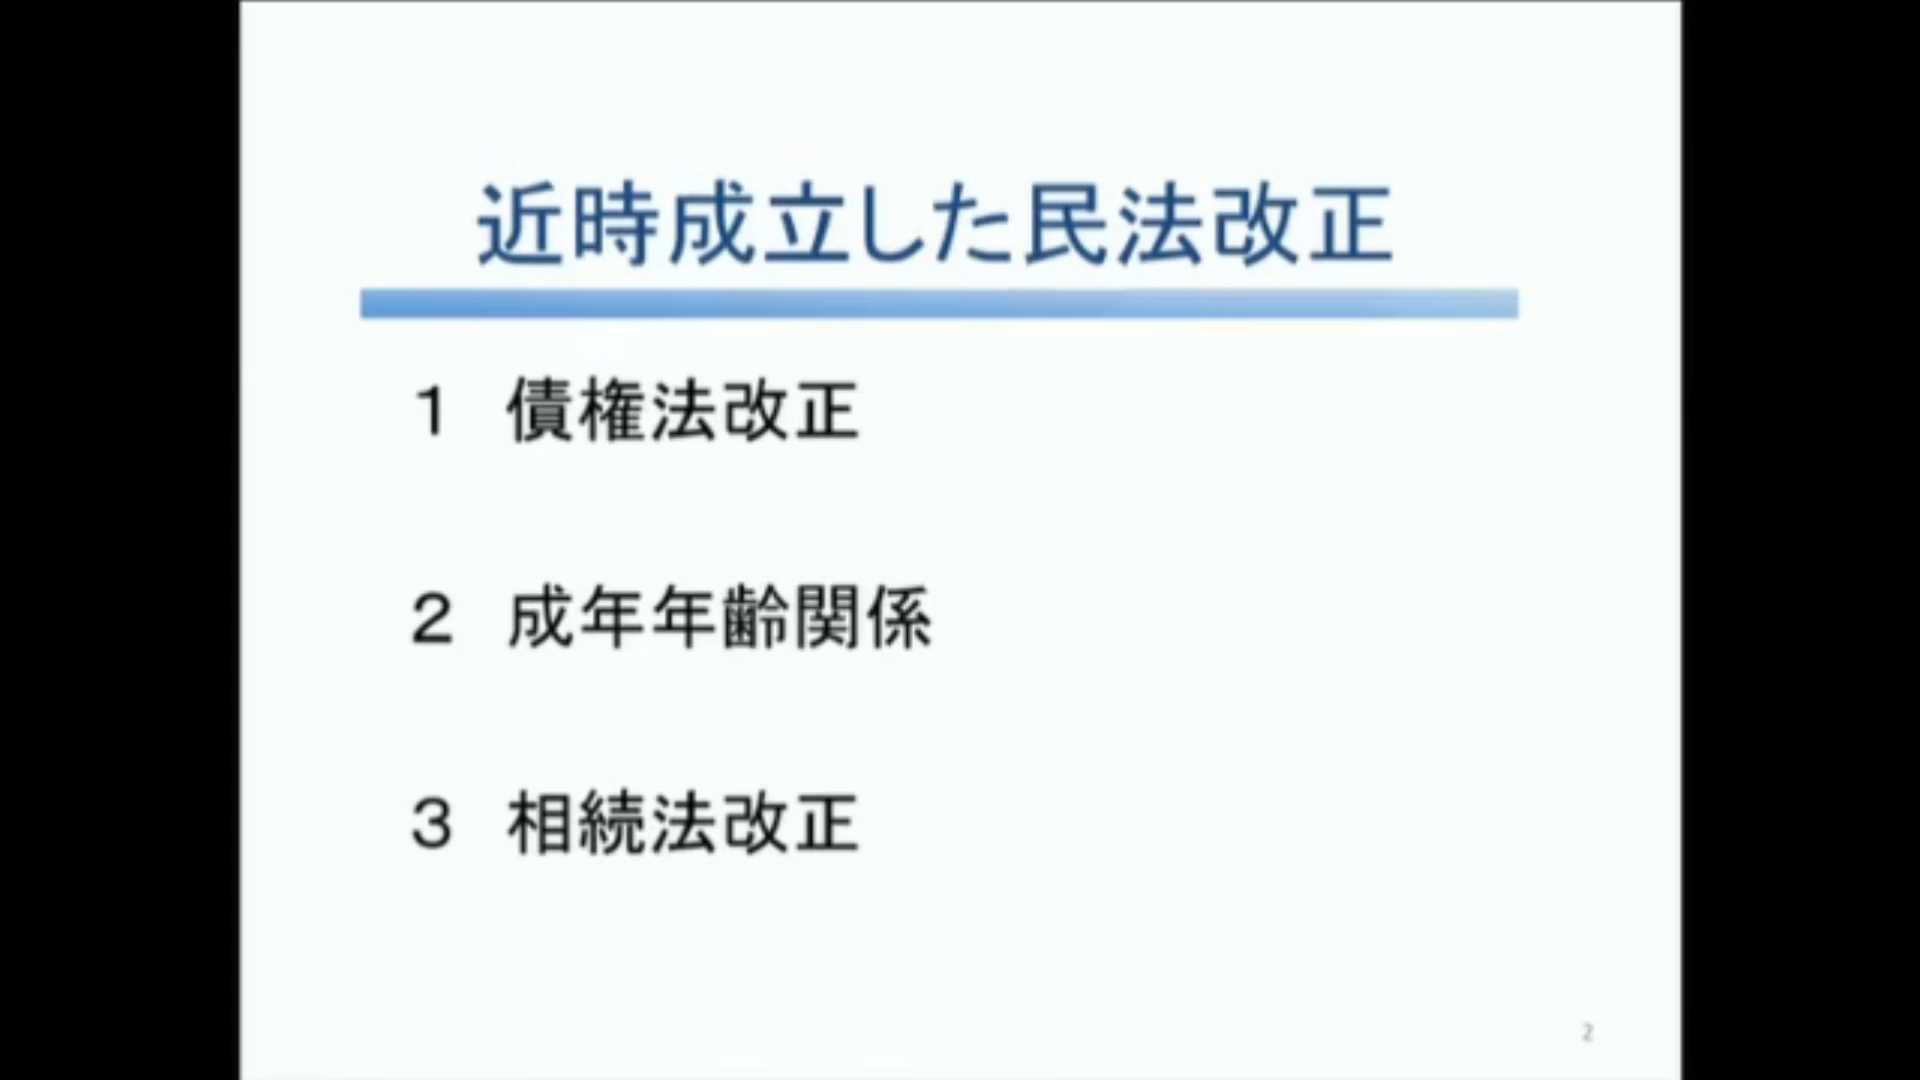 近時成立した民法改正
１　債権法改正
２　成年年齢関係
３　相続法改正
2